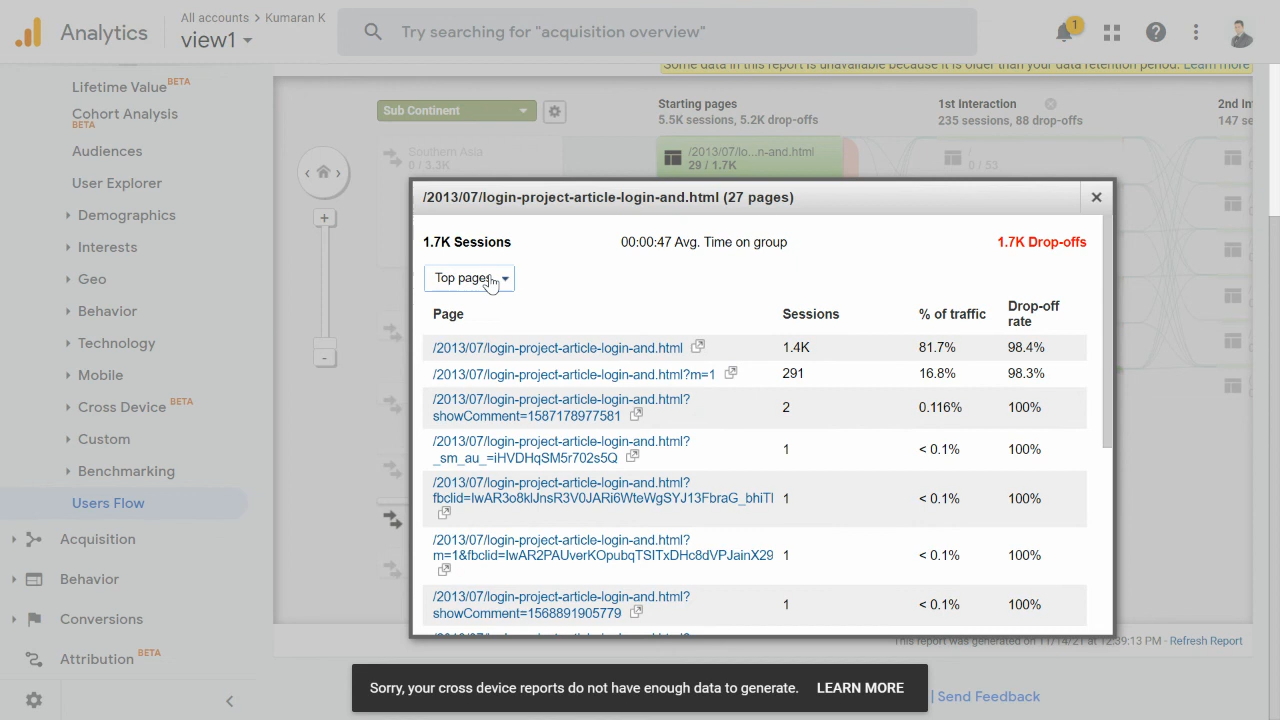 Analytics
All accounts > Kumaran K
view1
Try searching for "acquisition overview"
1
Some data in this report is unavailable because it is older than your data retention period. Learn more
Lifetime Value BETA
Cohort Analysis
BETA
Audiences
User Explorer
Demographics
Interests
Geo
Behavior
Technology
Mobile
Cross Device BETA
Custom
Benchmarking
Users Flow
Acquisition
Behavior
Conversions
Attribution BETA
Sub Continent
Starting pages
5.5K sessions, 5.2K drop-offs
1st Interaction
235 sessions, 88 drop-offs
2nd In
147 se
Southern Asia
0 / 3.3K
/2013/07/lo...n-and.html
29 / 1.7K
/
0 / 53
+
-
/2013/07/login-project-article-login-and.html (27 pages)
1.7K Sessions
00:00:47 Avg. Time on group
1.7K Drop-offs
Top pages
Page
Sessions
% of traffic
Drop-off
rate
/2013/07/login-project-article-login-and.html
1.4K
81.7%
98.4%
/2013/07/login-project-article-login-and.html?m=1
291
16.8%
98.3%
/2013/07/login-project-article-login-and.html?
showComment=1587178977581
2
0.116%
100%
/2013/07/login-project-article-login-and.html?
_sm_au_=iHVDHqSM5r702s5Q
1
< 0.1%
100%
/2013/07/login-project-article-login-and.html?
fbclid=IwAR3o8klJnsR3V0JARi6WteWgSYJ13FbraG_bhiTl
1
< 0.1%
100%
/2013/07/login-project-article-login-and.html?
m=1&fbclid=IwAR2PAUverKOpubqTSITxDHc8dVPJainX29
1
< 0.1%
100%
/2013/07/login-project-article-login-and.html?
showComment=1568891905779
1
< 0.1%
100%
This report was generated on 11/14/21 at 12:39:13 PM - Refresh Report
Sorry, your cross device reports do not have enough data to generate.
LEARN MORE
| Send Feedback